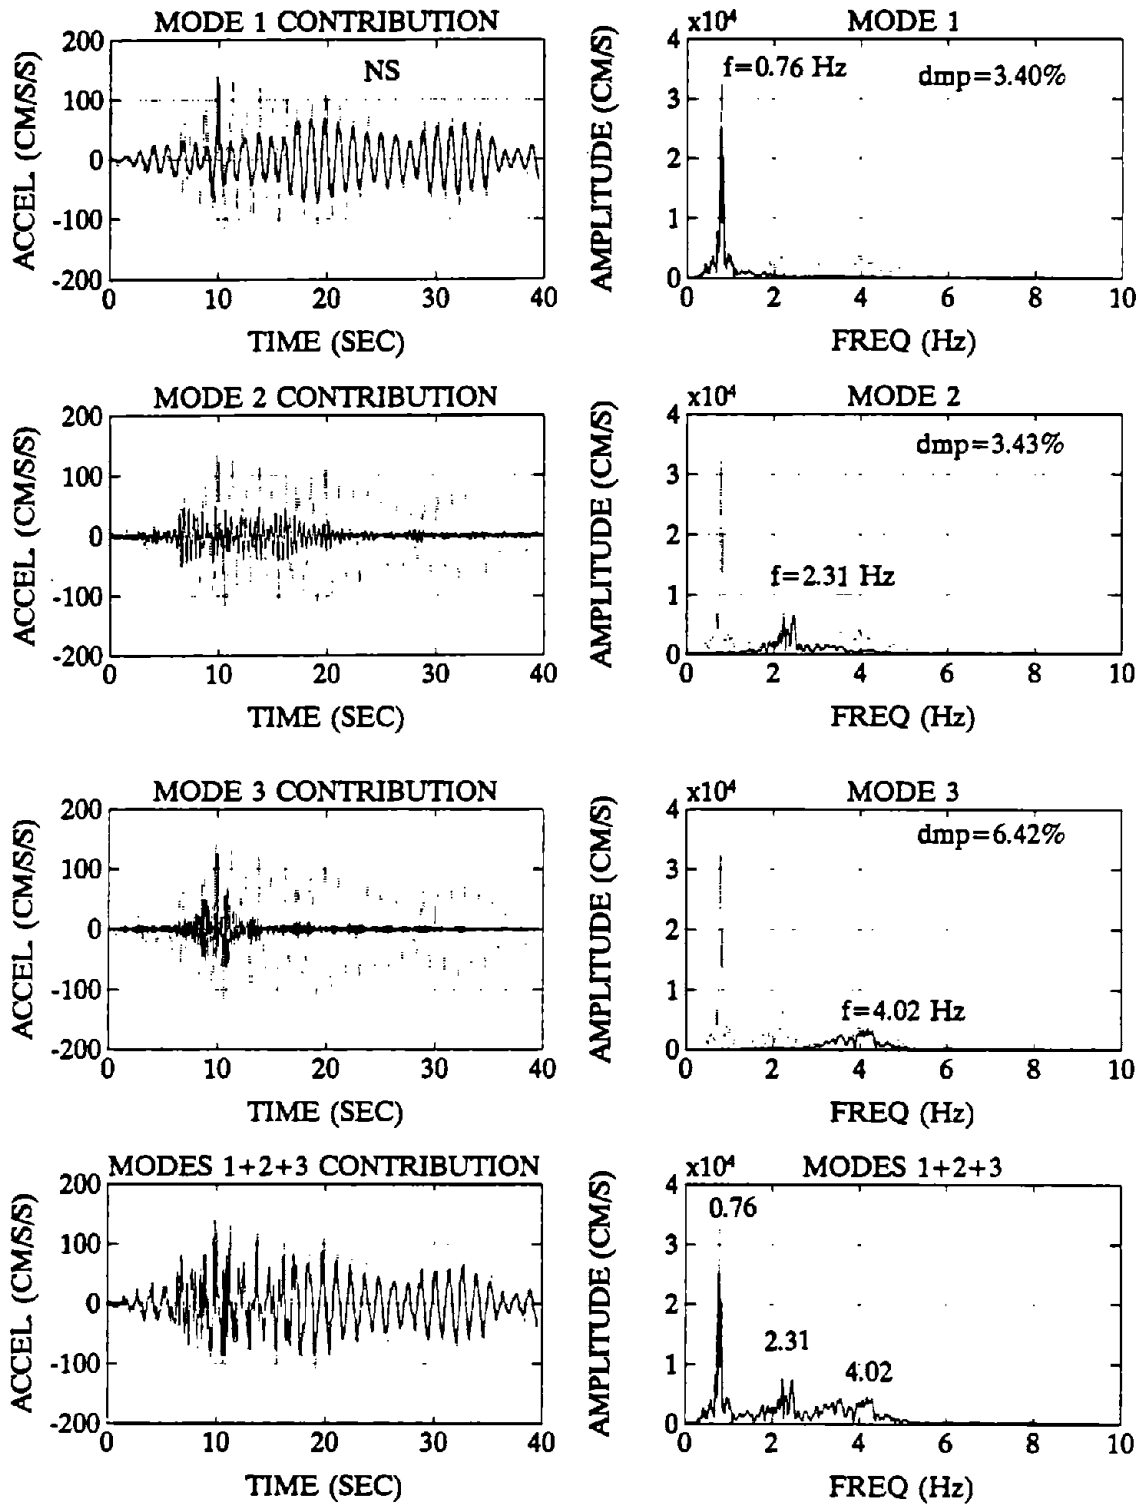 MODE 1 CONTRIBUTION
200
100
0
-100
-200
NS
ACCEL (CM/S/S)
0 10 20 30 40
TIME (SEC)
x10⁴ MODE 1
4
3
2
1
0
f=0.76 Hz
dmp=3.40%
AMPLITUDE (CM/S)
0 2 4 6 8 10
FREQ (Hz)
MODE 2 CONTRIBUTION
200
100
0
-100
-200
ACCEL (CM/S/S)
0 10 20 30 40
TIME (SEC)
x10⁴ MODE 2
4
3
2
1
0
dmp=3.43%
f=2.31 Hz
AMPLITUDE (CM/S)
0 2 4 6 8 10
FREQ (Hz)
MODE 3 CONTRIBUTION
200
100
0
-100
-200
ACCEL (CM/S/S)
0 10 20 30 40
TIME (SEC)
x10⁴ MODE 3
4
3
2
1
0
dmp=6.42%
f=4.02 Hz
AMPLITUDE (CM/S)
0 2 4 6 8 10
FREQ (Hz)
MODES 1+2+3 CONTRIBUTION
200
100
0
-100
-200
ACCEL (CM/S/S)
0 10 20 30 40
TIME (SEC)
x10⁴ MODES 1+2+3
4
3
2
1
0
0.76
2.31
4.02
AMPLITUDE (CM/S)
0 2 4 6 8 10
FREQ (Hz)